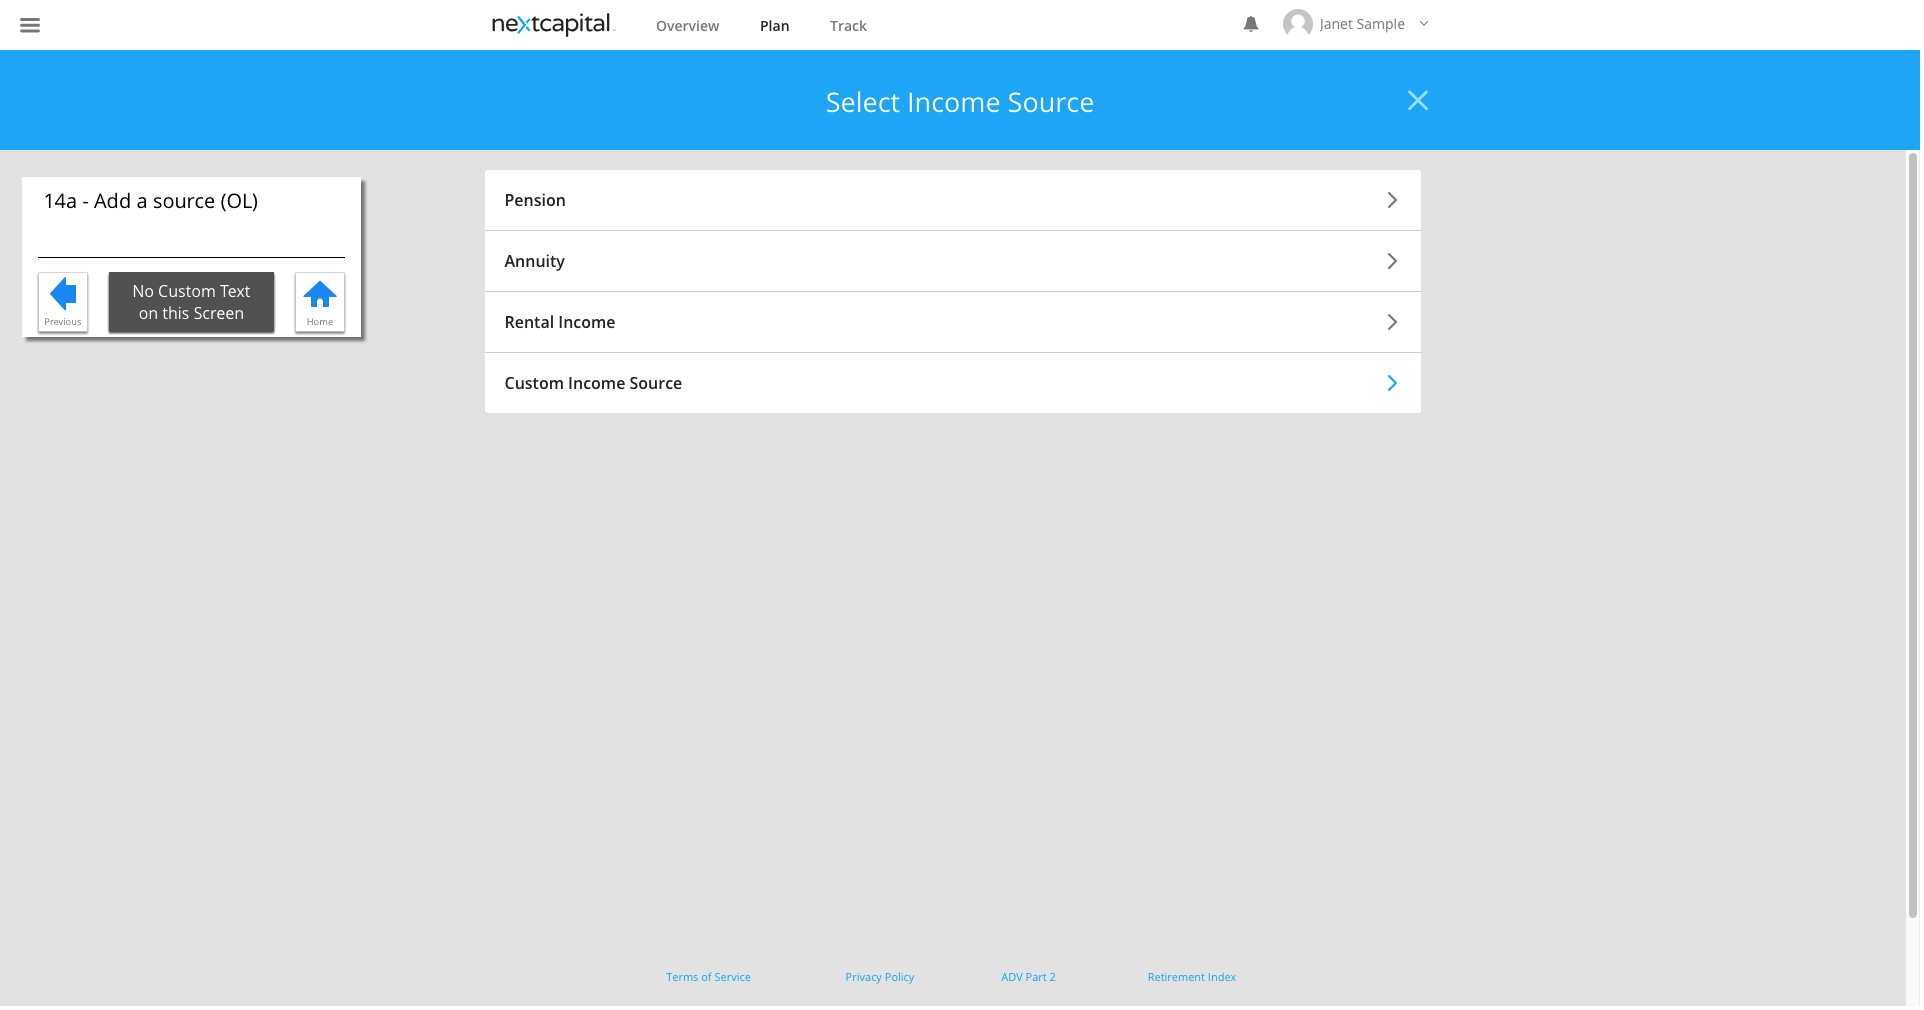 nextcapital
Overview
Plan
Track
Janet Sample
Select Income Source
14a - Add a source (OL)
Previous
No Custom Text
on this Screen
Home
Pension
Annuity
Rental Income
Custom Income Source
Terms of Service
Privacy Policy
ADV Part 2
Retirement Index